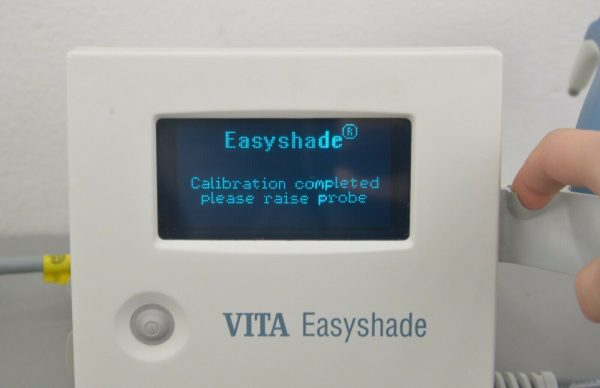 Easyshade®
Calibration completed
please raise probe
VITA Easyshade